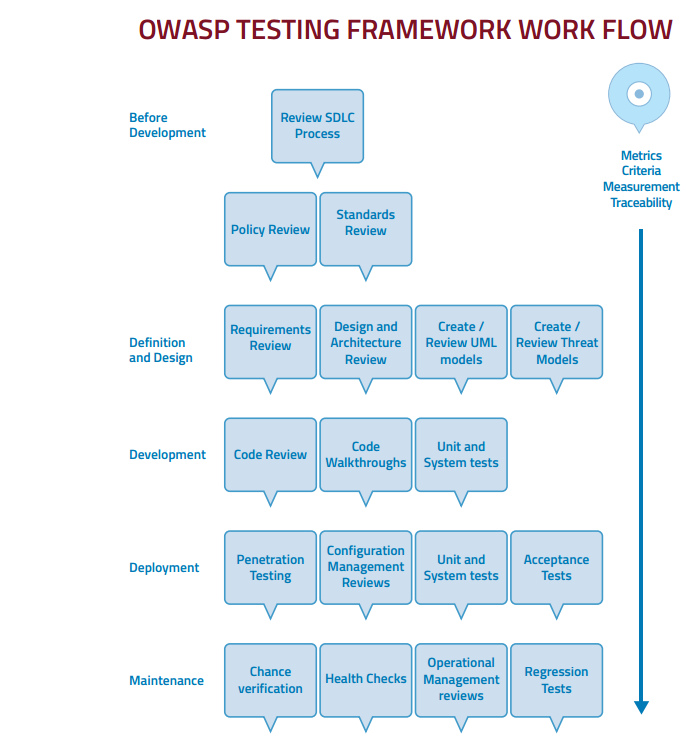 OWASP TESTING FRAMEWORK WORK FLOW
Before
Development
Review SDLC
Process
Metrics
Criteria
Measurement
Traceability
Policy Review
Standards
Review
Definition
and Design
Requirements
Review
Design and
Architecture
Review
Create /
Review UML
models
Create /
Review Threat
Models
Development
Code Review
Code
Walkthroughs
Unit and
System tests
Deployment
Penetration
Testing
Configuration
Management
Reviews
Unit and
System tests
Acceptance
Tests
Maintenance
Chance
verification
Health Checks
Operational
Management
reviews
Regression
Tests